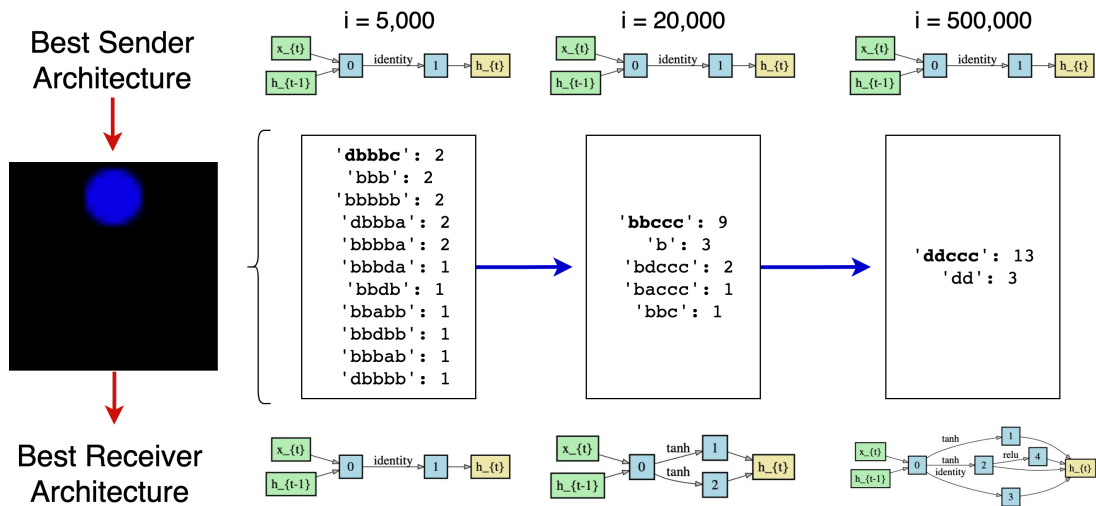 Best Sender
Architecture
i = 5,000
i = 20,000
i = 500,000
x_{t}
h_{t-1}
0
identity
1
h_{t}
x_{t}
h_{t-1}
0
identity
1
h_{t}
x_{t}
h_{t-1}
0
identity
1
h_{t}
'dbbbc': 2
'bbb': 2
'bbbbb': 2
'dbbba': 2
'bbbba': 2
'bbbda': 1
'bbdb': 1
'bbabb': 1
'bbdbb': 1
'bbbab': 1
'dbbbb': 1
'bbccc': 9
'b': 3
'bdccc': 2
'baccc': 1
'bbc': 1
'ddccc': 13
'dd': 3
Best Receiver
Architecture
x_{t}
h_{t-1}
0
identity
1
h_{t}
x_{t}
h_{t-1}
0
tanh
tanh
1
2
h_{t}
x_{t}
h_{t-1}
0
tanh
tanh
identity
1
2
relu
4
3
h_{t}